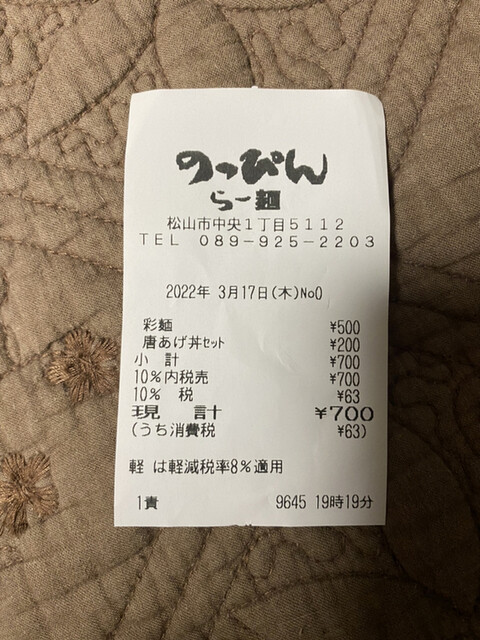 のっぴん
らー麺
松山市中央1丁目5112
TEL 089-925-2203
2022年 3月17日(木)No0
彩麺 ¥500
唐あげ丼セット ¥200
小 計 ¥700
10%内税売 ¥700
10% 税 ¥63
現 計 ¥700
(うち消費税 ¥63)
軽 は軽減税率8%適用
1責 9645 19時19分